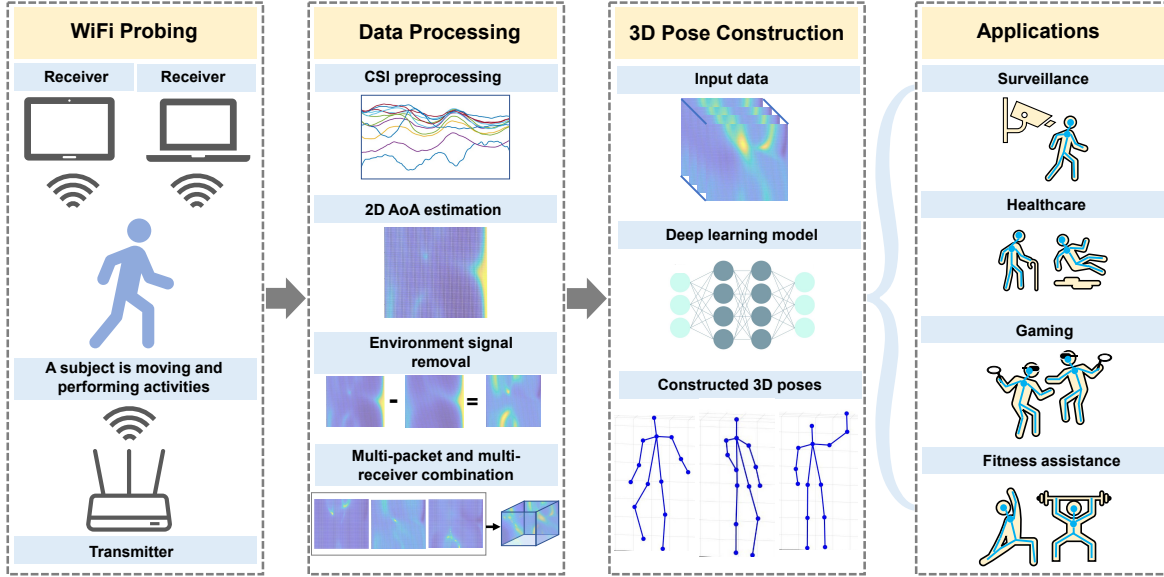 WiFi Probing
Receiver
Receiver
A subject is moving and
performing activities
Transmitter
Data Processing
CSI preprocessing
2D AoA estimation
Environment signal
removal
-
=
Multi-packet and multi-
receiver combination
3D Pose Construction
Input data
Deep learning model
Constructed 3D poses
Applications
Surveillance
Healthcare
Gaming
Fitness assistance